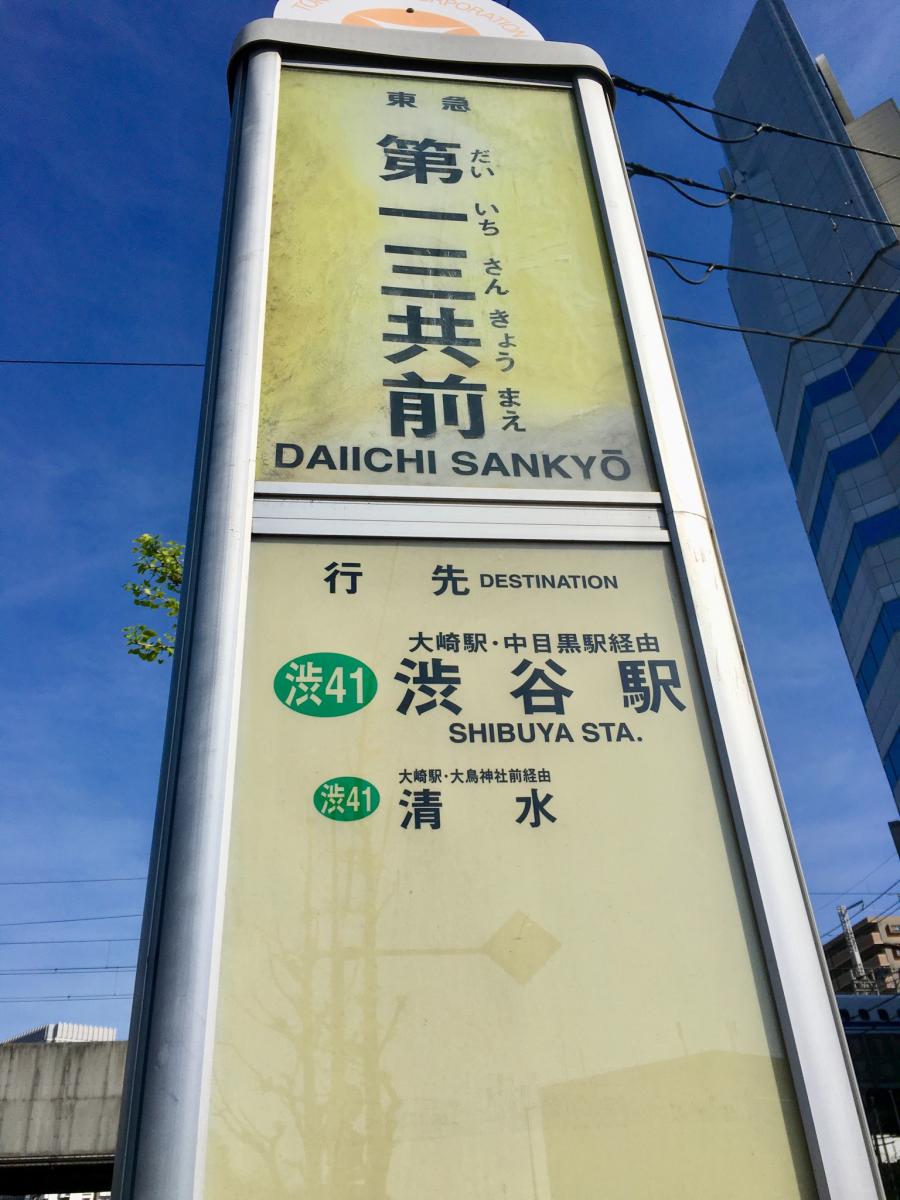 CORPORATION
東急
第一三共前
だい いち さん きょう まえ
DAIICHI SANKYŌ
行先 DESTINATION
大崎駅・中目黒駅経由
渋41 渋谷駅
SHIBUYA STA.
大崎駅・大鳥神社前経由
渋41 清水